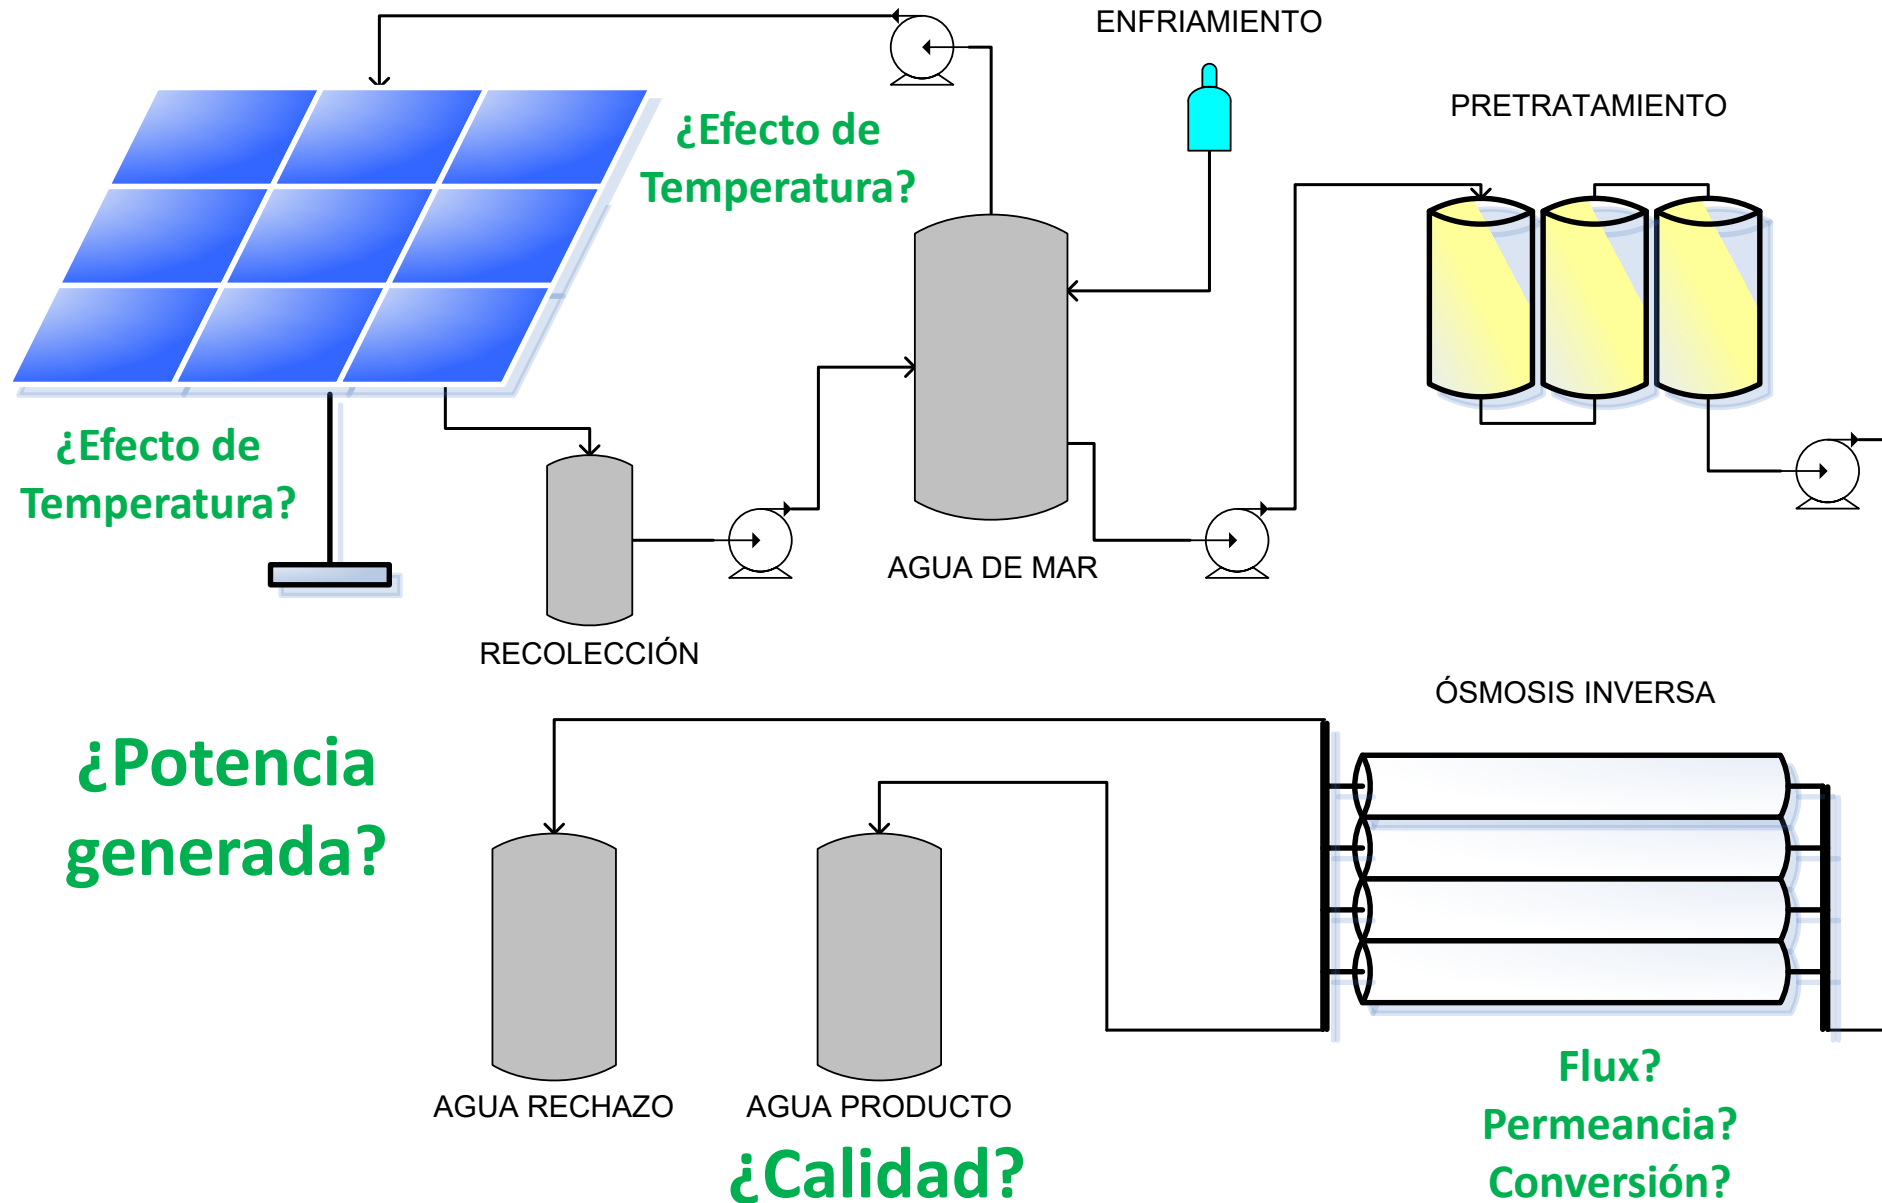 ENFRIAMIENTO
PRETRATAMIENTO
¿Efecto de
Temperatura?
¿Efecto de
Temperatura?
AGUA DE MAR
RECOLECCIÓN
ÓSMOSIS INVERSA
¿Potencia
generada?
AGUA RECHAZO
AGUA PRODUCTO
¿Calidad?
Flux?
Permeancia?
Conversión?